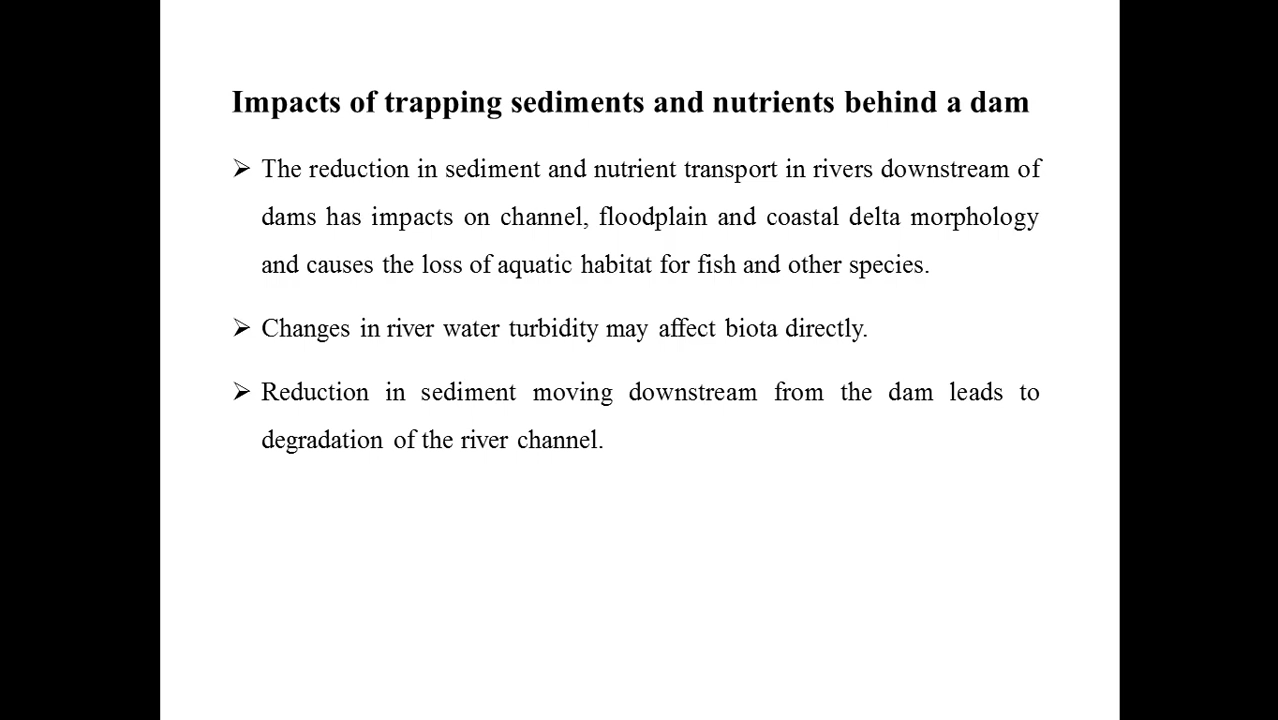 Impacts of trapping sediments and nutrients behind a dam
➢ The reduction in sediment and nutrient transport in rivers downstream of
dams has impacts on channel, floodplain and coastal delta morphology
and causes the loss of aquatic habitat for fish and other species.
➢ Changes in river water turbidity may affect biota directly.
➢ Reduction in sediment moving downstream from the dam leads to
degradation of the river channel.